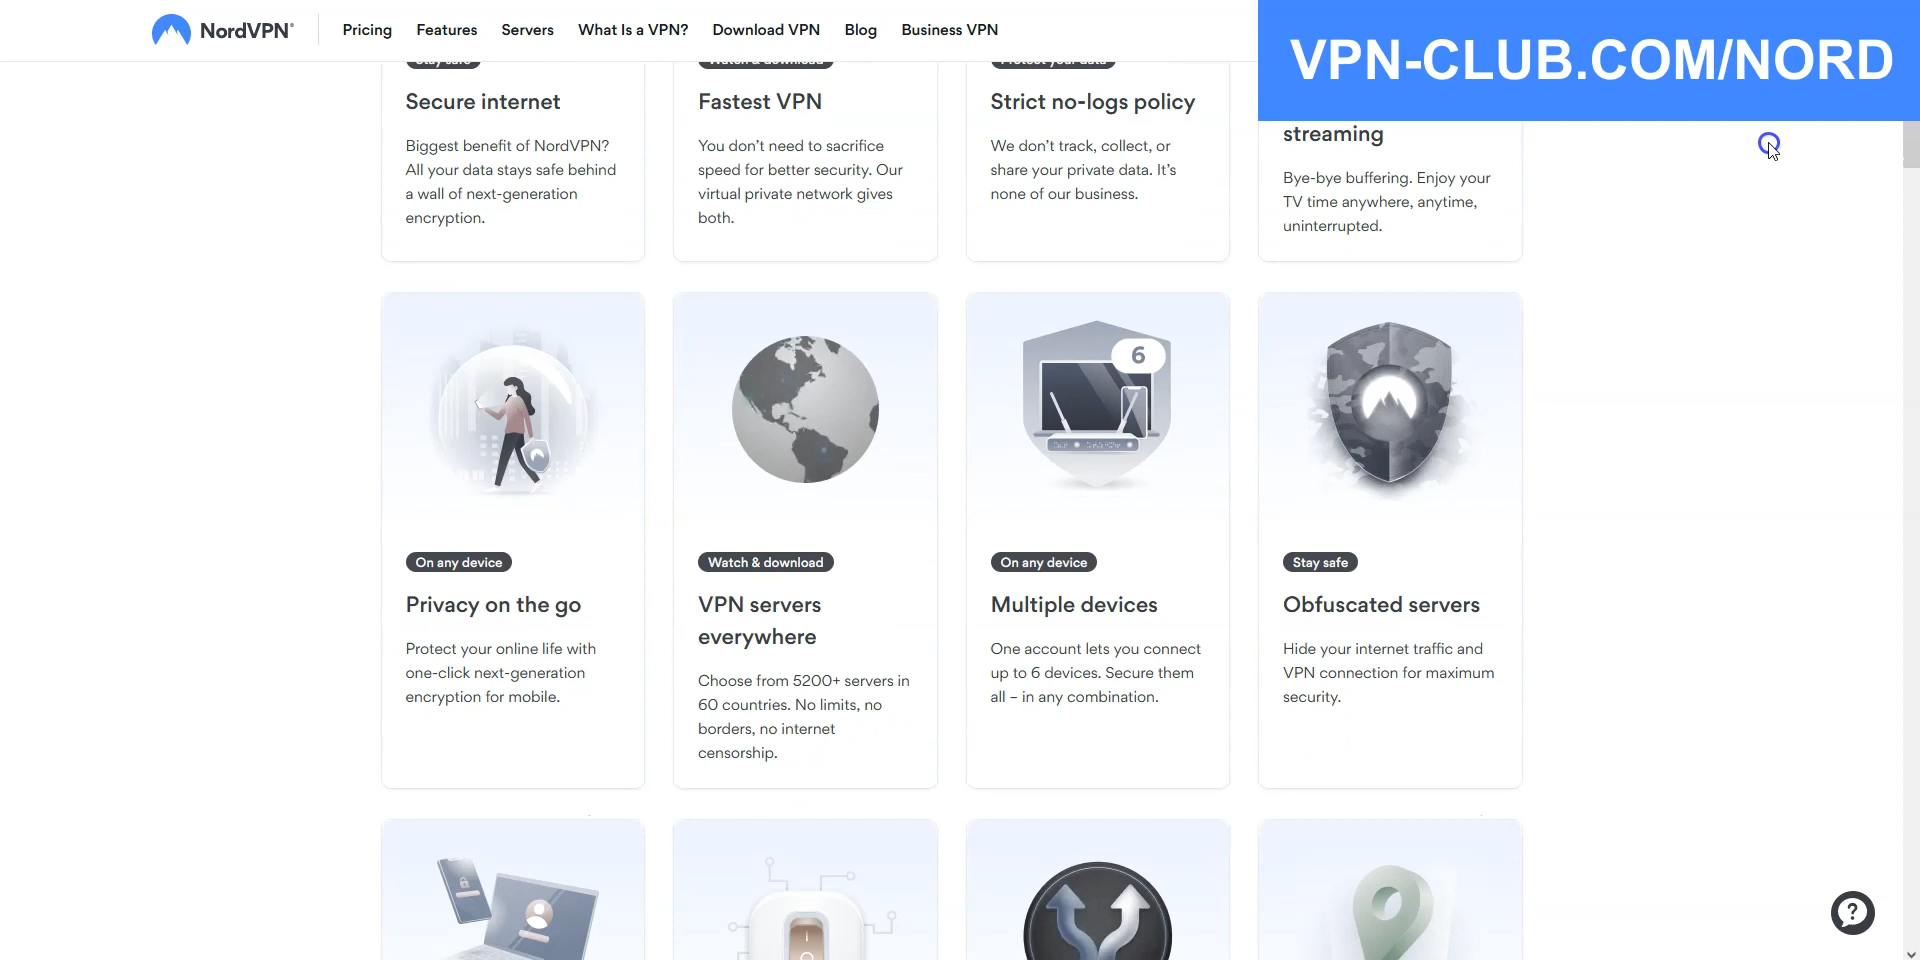 NordVPN®
Pricing
Features
Servers
What Is a VPN?
Download VPN
Blog
Business VPN
VPN-CLUB.COM/NORD
Stay safe
Secure internet
Biggest benefit of NordVPN?
All your data stays safe behind
a wall of next-generation
encryption.
Watch & download
Fastest VPN
You don’t need to sacrifice
speed for better security. Our
virtual private network gives
both.
Protect your data
Strict no-logs policy
We don’t track, collect, or
share your private data. It’s
none of our business.
streaming
Bye-bye buffering. Enjoy your
TV time anywhere, anytime,
uninterrupted.
On any device
Privacy on the go
Protect your online life with
one-click next-generation
encryption for mobile.
Watch & download
VPN servers
everywhere
Choose from 5200+ servers in
60 countries. No limits, no
borders, no internet
censorship.
6
On any device
Multiple devices
One account lets you connect
up to 6 devices. Secure them
all – in any combination.
Stay safe
Obfuscated servers
Hide your internet traffic and
VPN connection for maximum
security.
?